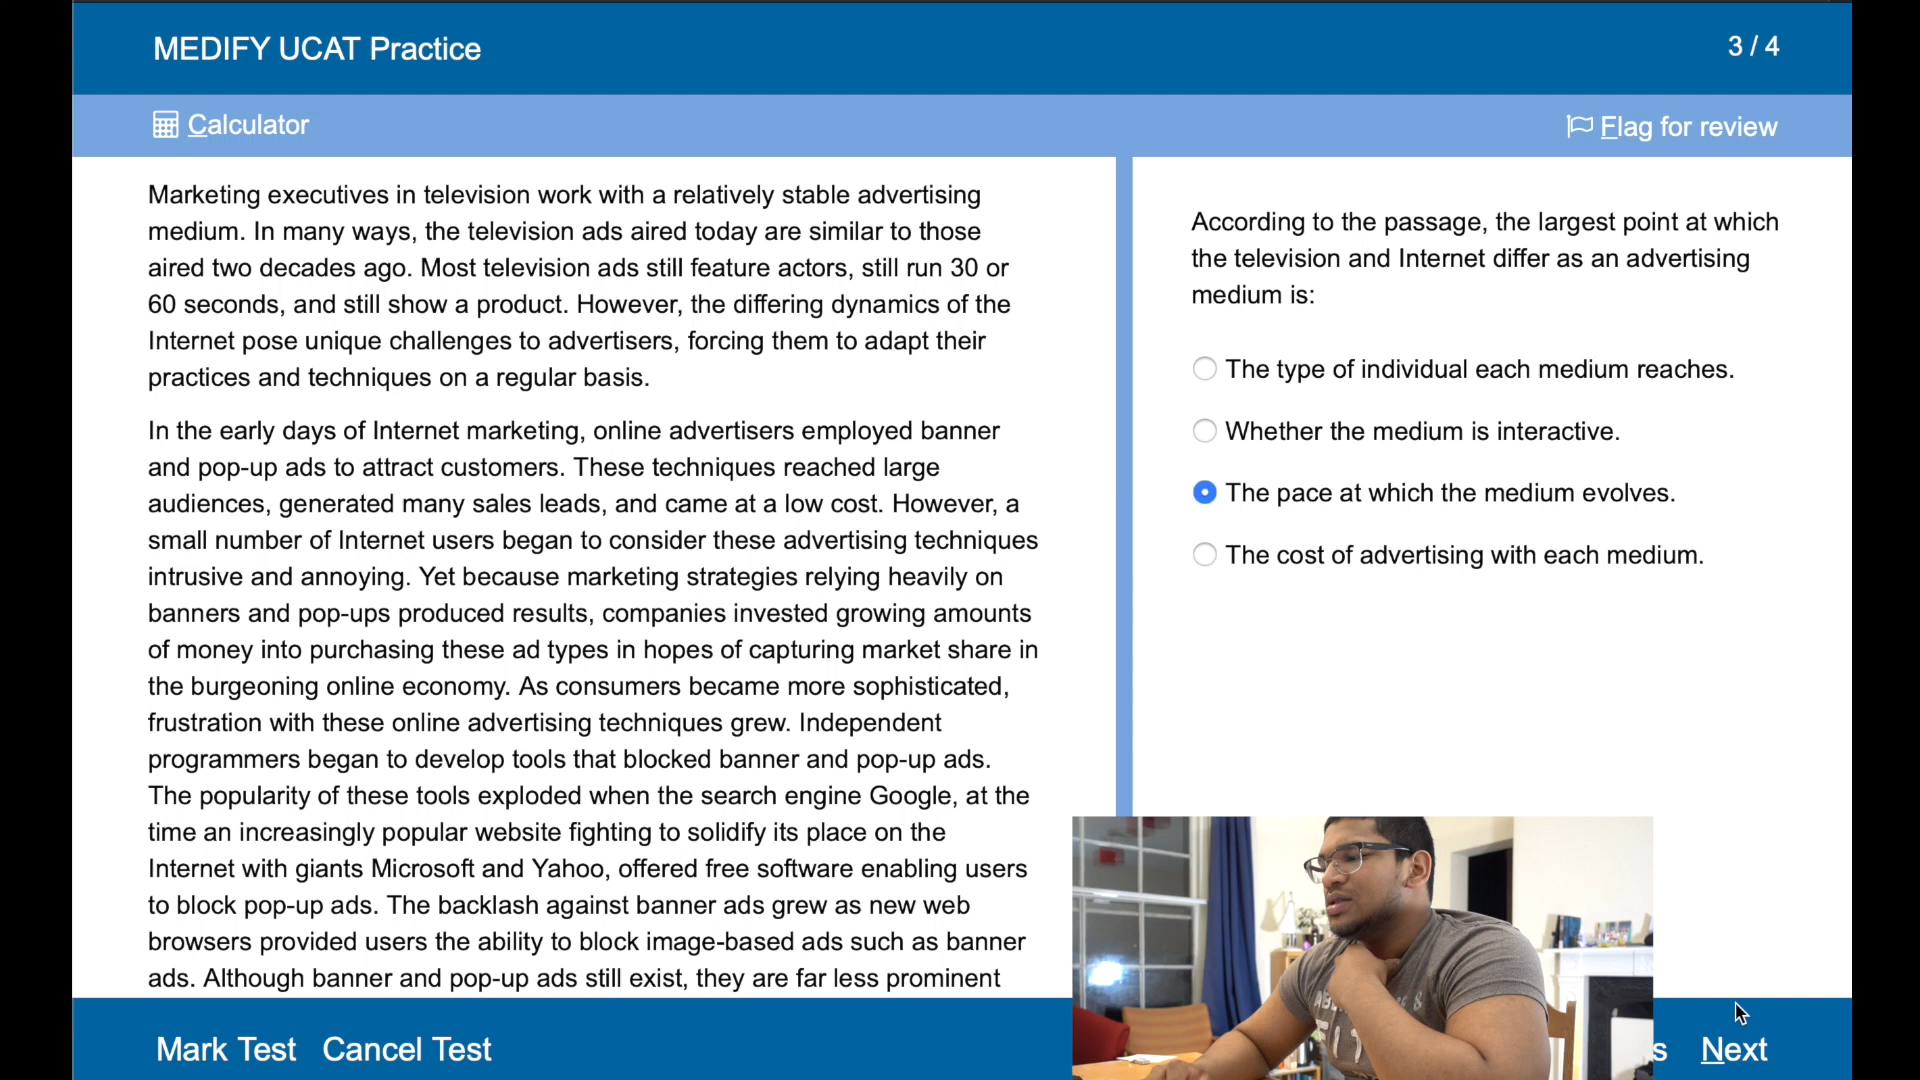 MEDIFY UCAT Practice
3 / 4
Calculator
Flag for review
Marketing executives in television work with a relatively stable advertising
medium. In many ways, the television ads aired today are similar to those
aired two decades ago. Most television ads still feature actors, still run 30 or
60 seconds, and still show a product. However, the differing dynamics of the
Internet pose unique challenges to advertisers, forcing them to adapt their
practices and techniques on a regular basis.
In the early days of Internet marketing, online advertisers employed banner
and pop-up ads to attract customers. These techniques reached large
audiences, generated many sales leads, and came at a low cost. However, a
small number of Internet users began to consider these advertising techniques
intrusive and annoying. Yet because marketing strategies relying heavily on
banners and pop-ups produced results, companies invested growing amounts
of money into purchasing these ad types in hopes of capturing market share in
the burgeoning online economy. As consumers became more sophisticated,
frustration with these online advertising techniques grew. Independent
programmers began to develop tools that blocked banner and pop-up ads.
The popularity of these tools exploded when the search engine Google, at the
time an increasingly popular website fighting to solidify its place on the
Internet with giants Microsoft and Yahoo, offered free software enabling users
to block pop-up ads. The backlash against banner ads grew as new web
browsers provided users the ability to block image-based ads such as banner
ads. Although banner and pop-up ads still exist, they are far less prominent
According to the passage, the largest point at which
the television and Internet differ as an advertising
medium is:
The type of individual each medium reaches.
Whether the medium is interactive.
The pace at which the medium evolves.
The cost of advertising with each medium.
Mark Test
Cancel Test
s
Next